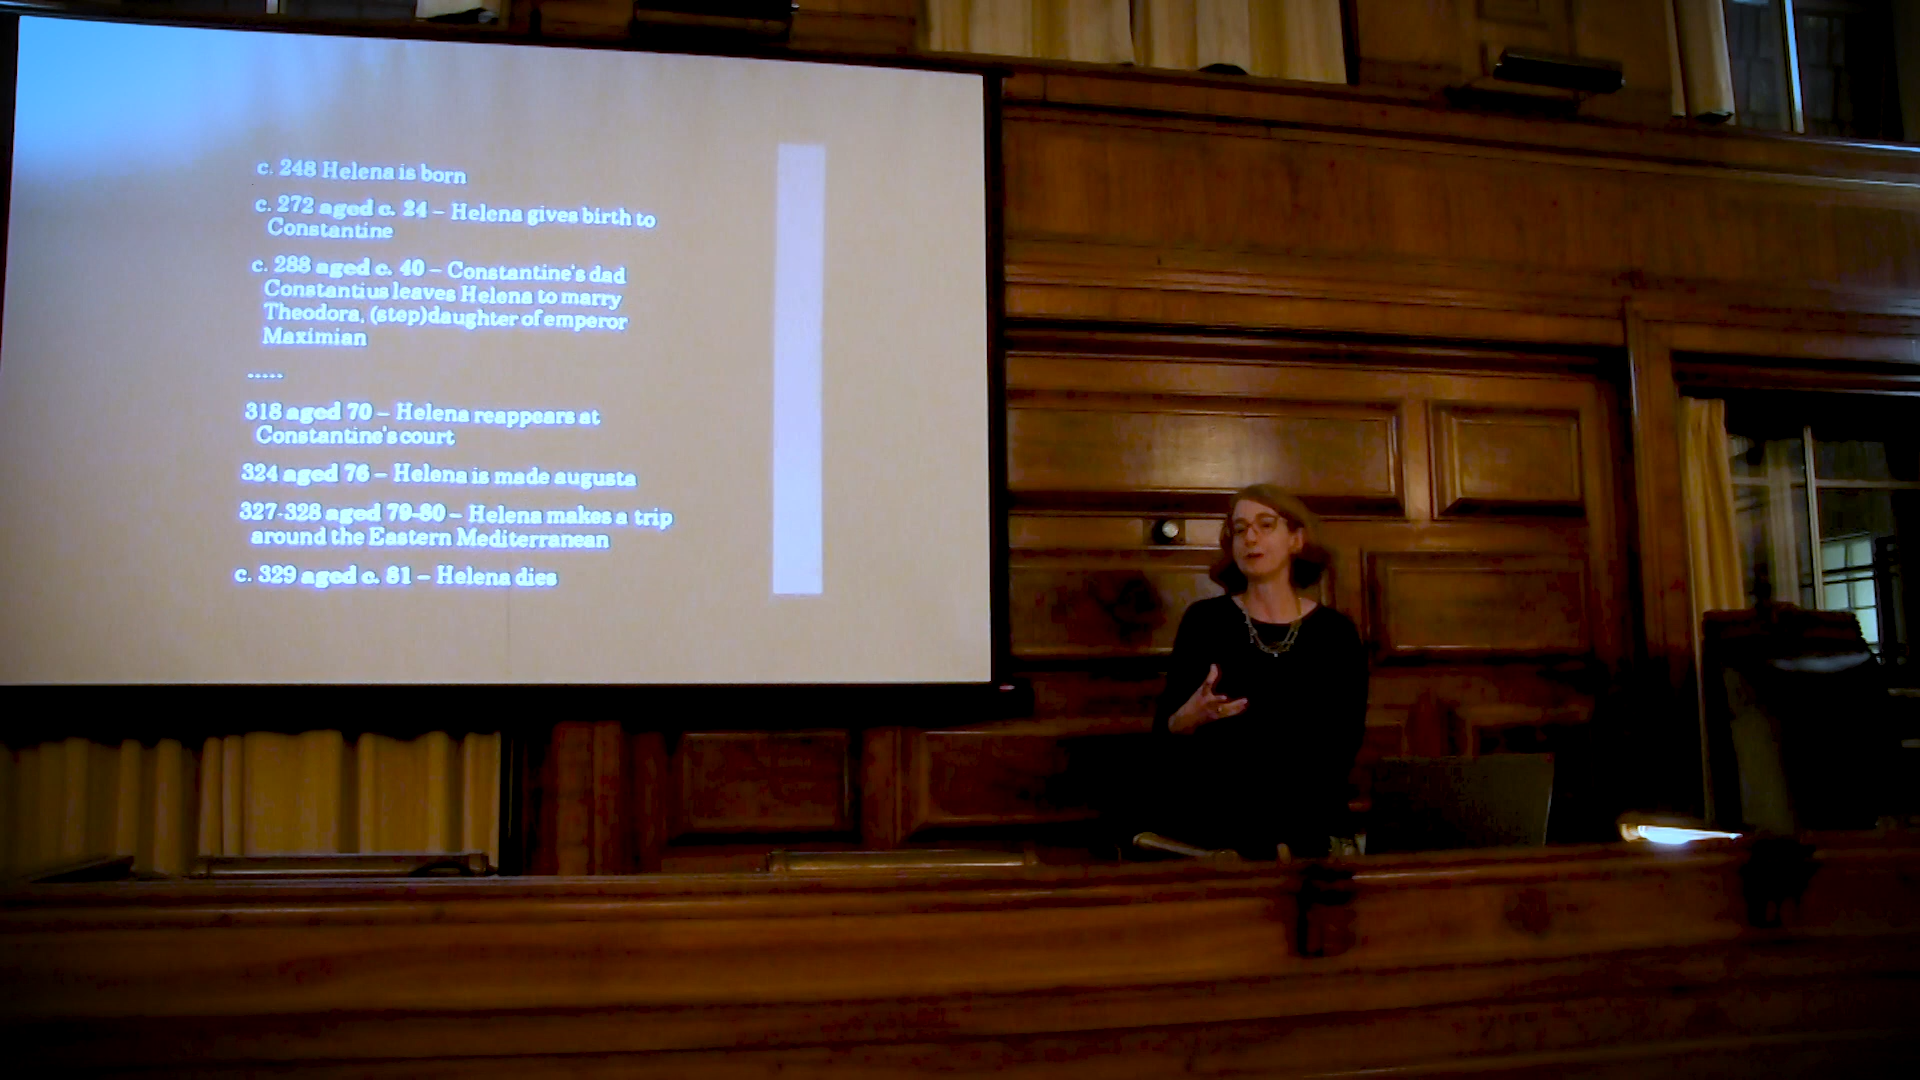 c. 248 Helena is born
c. 272 aged c. 24 – Helena gives birth to
Constantine
c. 288 aged c. 40 – Constantine's dad
Constantius leaves Helena to marry
Theodora, (step)daughter of emperor
Maximian
.....
318 aged 70 – Helena reappears at
Constantine's court
324 aged 76 – Helena is made augusta
327-328 aged 79-80 – Helena makes a trip
around the Eastern Mediterranean
c. 329 aged c. 81 – Helena dies